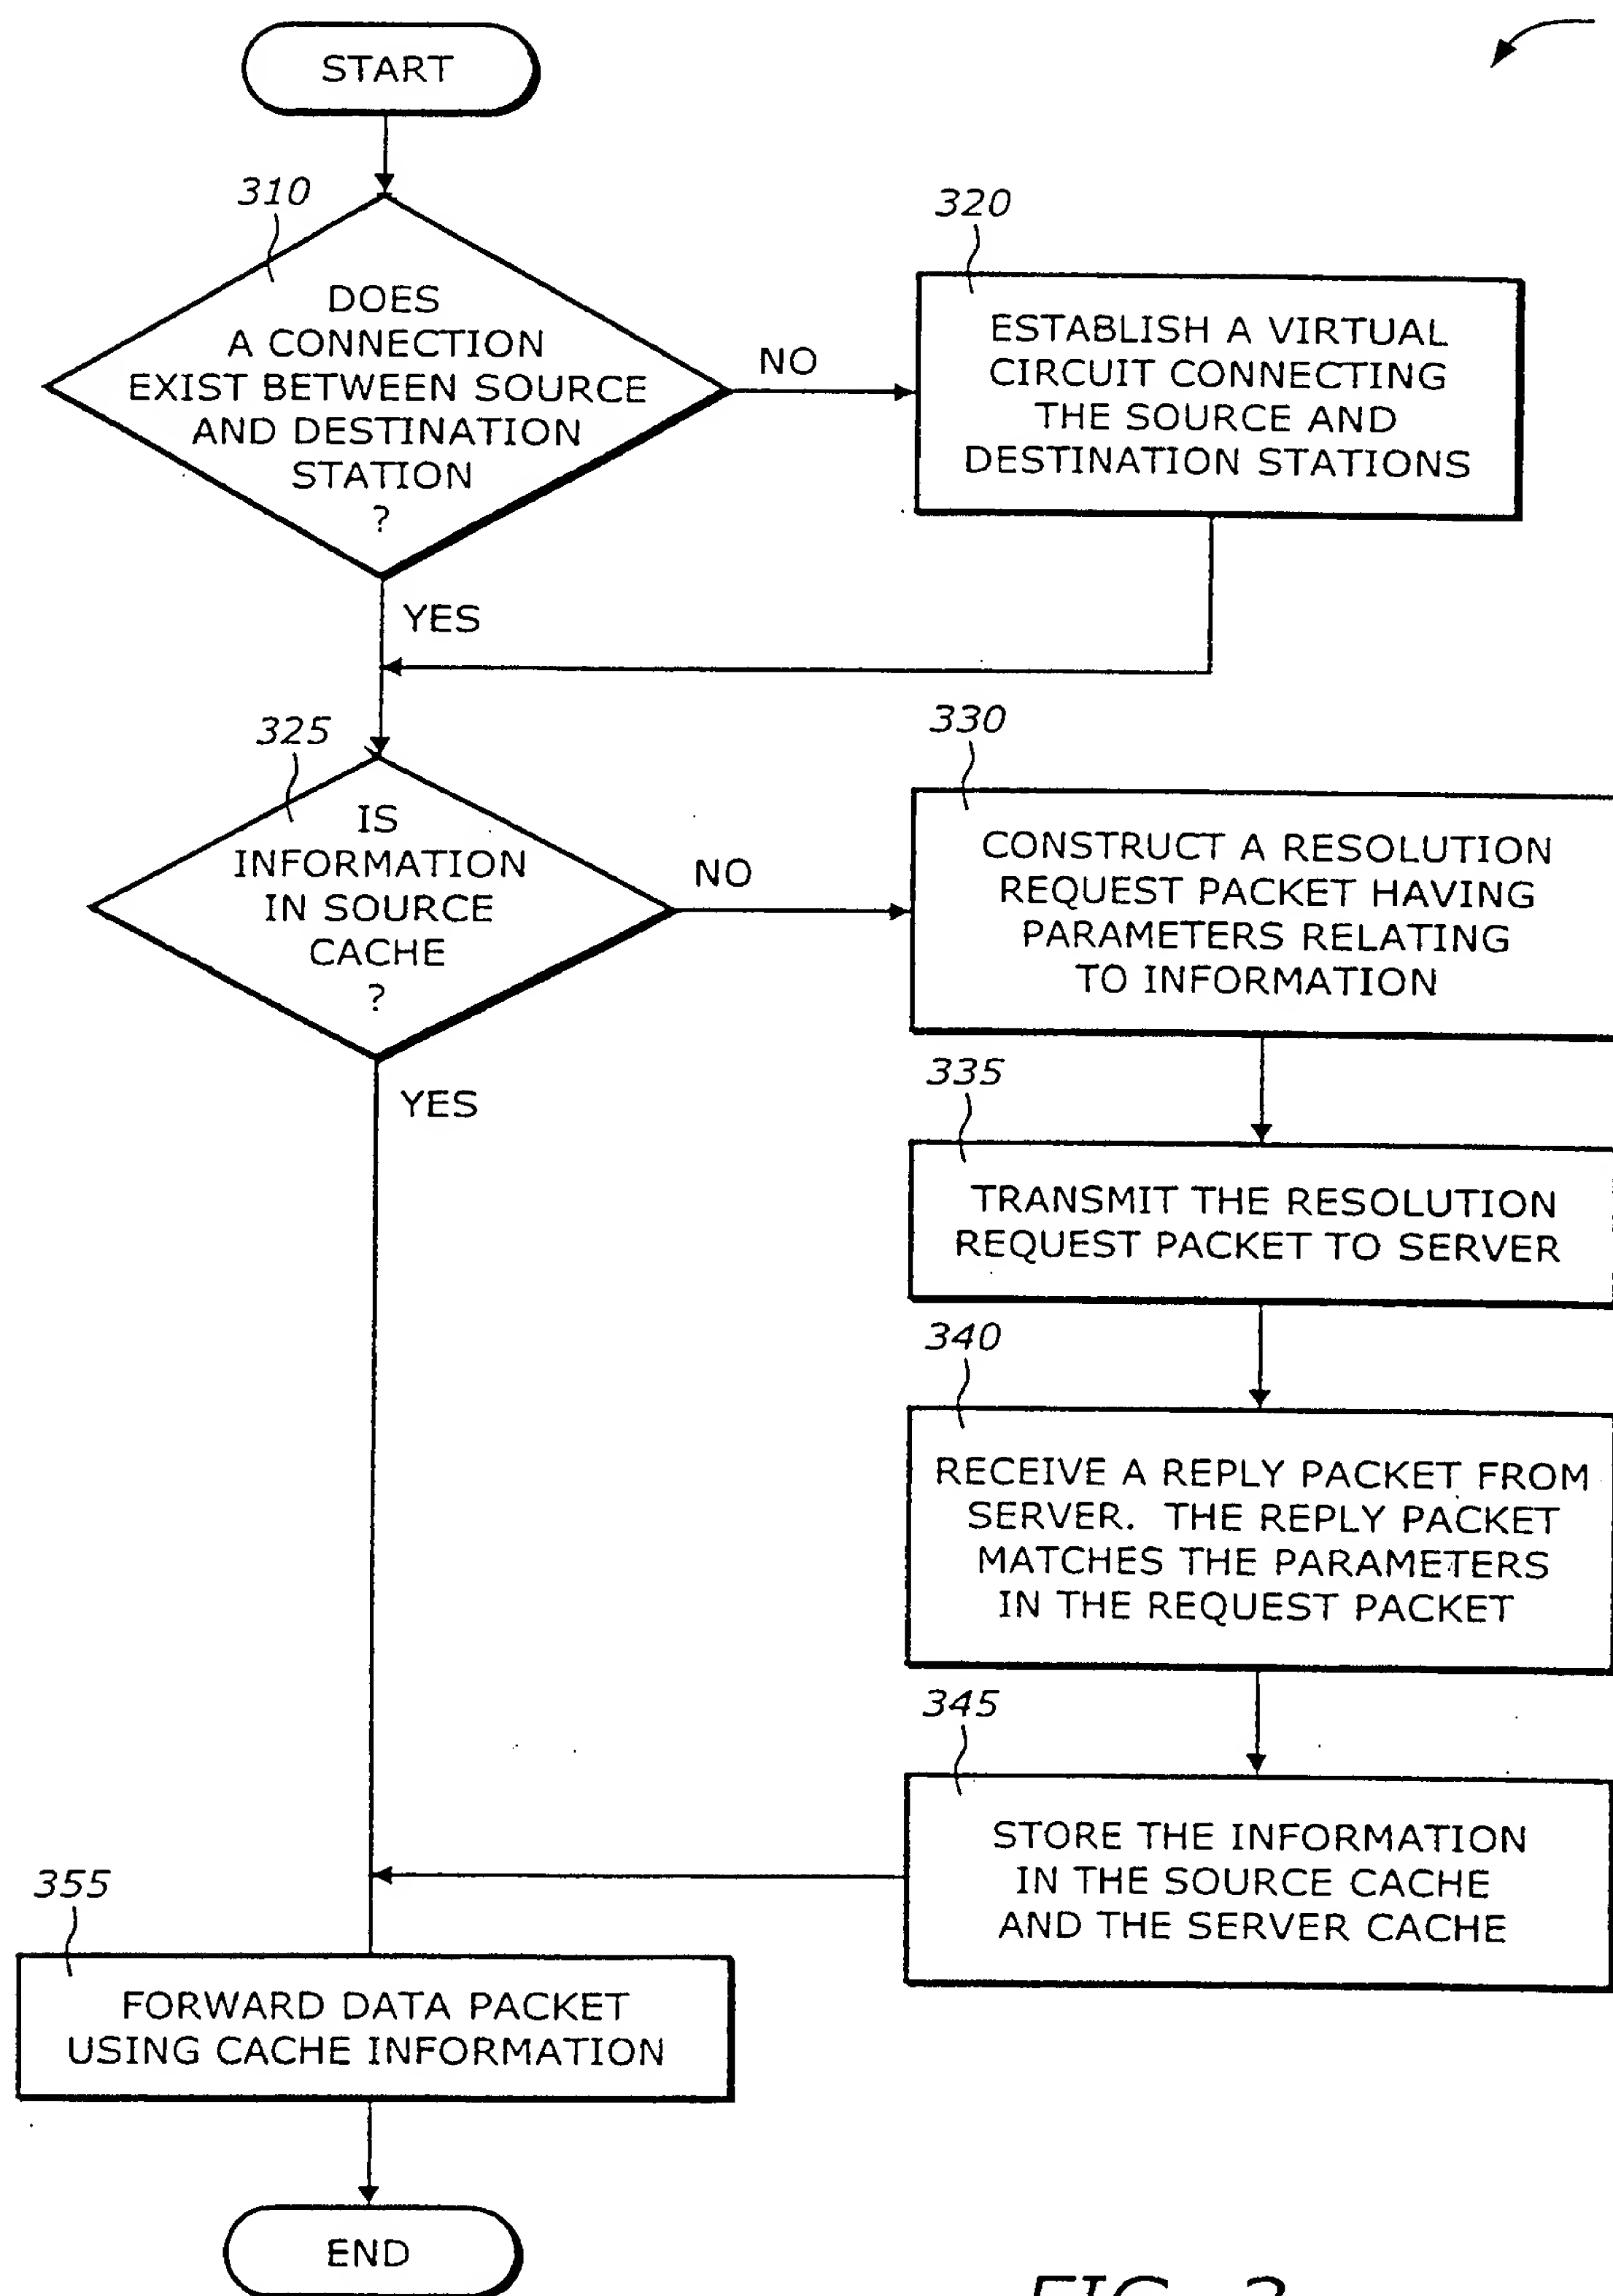 START
310
DOES
A CONNECTION
EXIST BETWEEN SOURCE
AND DESTINATION
STATION
?
NO
320
ESTABLISH A VIRTUAL
CIRCUIT CONNECTING
THE SOURCE AND
DESTINATION STATIONS
YES
325
IS
INFORMATION
IN SOURCE
CACHE
?
NO
330
CONSTRUCT A RESOLUTION
REQUEST PACKET HAVING
PARAMETERS RELATING
TO INFORMATION
YES
335
TRANSMIT THE RESOLUTION
REQUEST PACKET TO SERVER
340
RECEIVE A REPLY PACKET FROM
SERVER. THE REPLY PACKET
MATCHES THE PARAMETERS
IN THE REQUEST PACKET
345
STORE THE INFORMATION
IN THE SOURCE CACHE
AND THE SERVER CACHE
355
FORWARD DATA PACKET
USING CACHE INFORMATION
END
FIG.